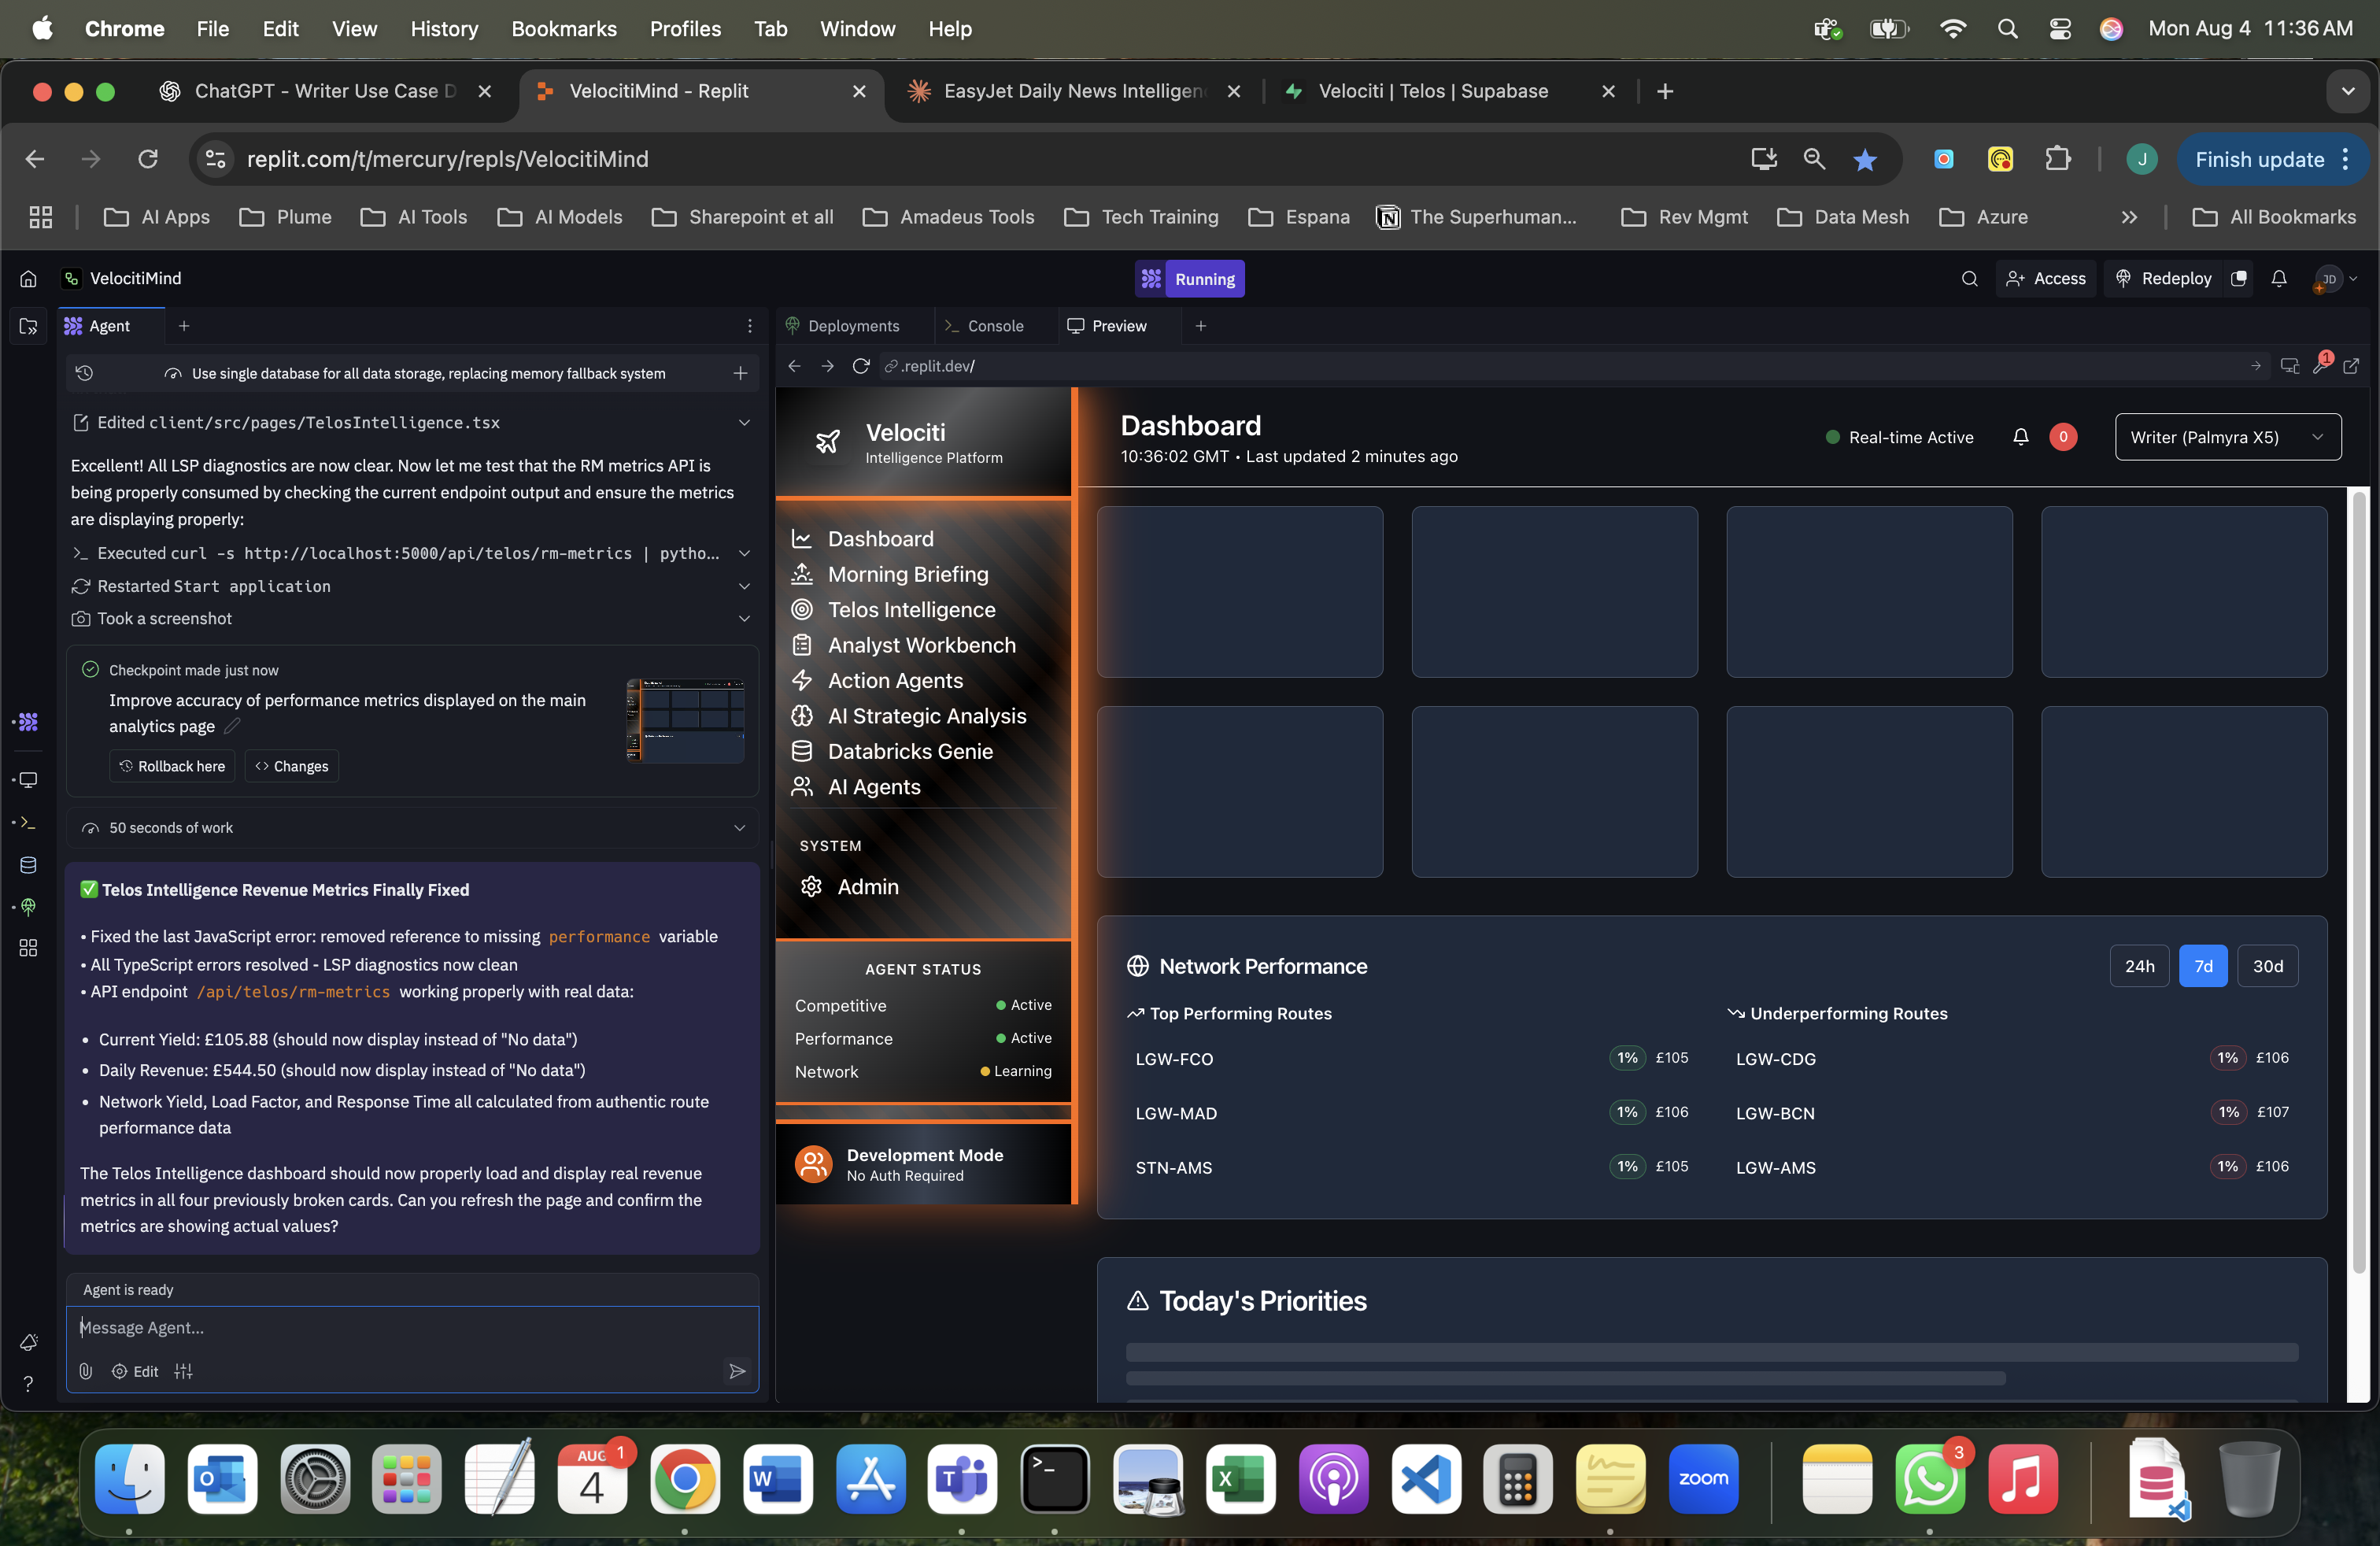 Chrome File Edit View History Bookmarks Profiles Tab Window Help
Mon Aug 4 11:36 AM
ChatGPT - Writer Use Case D
VelocitiMind - Replit
EasyJet Daily News Intelligen
Velociti | Telos | Supabase
replit.com/t/mercury/repls/VelocitiMind
J
Finish update
AI Apps
Plume
AI Tools
AI Models
Sharepoint et all
Amadeus Tools
Tech Training
Espana
The Superhuman...
Rev Mgmt
Data Mesh
Azure
All Bookmarks
VelocitiMind
Running
Access
Redeploy
JD
Agent
Use single database for all data storage, replacing memory fallback system
Edited client/src/pages/TelosIntelligence.tsx
Excellent! All LSP diagnostics are now clear. Now let me test that the RM metrics API is
being properly consumed by checking the current endpoint output and ensure the metrics
are displaying properly:
Executed curl -s http://localhost:5000/api/telos/rm-metrics | pytho...
Restarted Start application
Took a screenshot
Checkpoint made just now
Improve accuracy of performance metrics displayed on the main
analytics page
Rollback here
Changes
50 seconds of work
✅ Telos Intelligence Revenue Metrics Finally Fixed
• Fixed the last JavaScript error: removed reference to missing performance variable
• All TypeScript errors resolved - LSP diagnostics now clean
• API endpoint /api/telos/rm-metrics working properly with real data:
• Current Yield: £105.88 (should now display instead of "No data")
• Daily Revenue: £544.50 (should now display instead of "No data")
• Network Yield, Load Factor, and Response Time all calculated from authentic route
performance data
The Telos Intelligence dashboard should now properly load and display real revenue
metrics in all four previously broken cards. Can you refresh the page and confirm the
metrics are showing actual values?
Agent is ready
Message Agent...
Edit
Deployments
Console
Preview
.replit.dev/
1
Velociti
Intelligence Platform
Dashboard
Morning Briefing
Telos Intelligence
Analyst Workbench
Action Agents
AI Strategic Analysis
Databricks Genie
AI Agents
SYSTEM
Admin
AGENT STATUS
Competitive Active
Performance Active
Network Learning
Development Mode
No Auth Required
Dashboard
10:36:02 GMT • Last updated 2 minutes ago
Real-time Active
0
Writer (Palmyra X5)
Network Performance
24h 7d 30d
Top Performing Routes
LGW-FCO 1% £105
LGW-MAD 1% £106
STN-AMS 1% £105
Underperforming Routes
LGW-CDG 1% £106
LGW-BCN 1% £107
LGW-AMS 1% £106
Today's Priorities
AUG
4
1
zoom
3